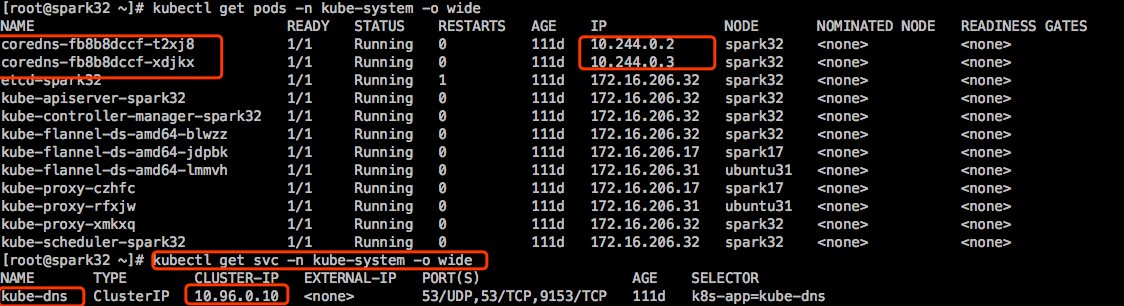 [root@spark32 ~]# kubectl get pods -n kube-system -o wide
NAME READY STATUS RESTARTS AGE IP NODE NOMINATED NODE READINESS GATES
coredns-fb8b8dccf-t2xj8 1/1 Running 0 111d 10.244.0.2 spark32 <none> <none>
coredns-fb8b8dccf-xdjkx 1/1 Running 0 111d 10.244.0.3 spark32 <none> <none>
etcd-spark32 1/1 Running 1 111d 172.16.206.32 spark32 <none> <none>
kube-apiserver-spark32 1/1 Running 0 111d 172.16.206.32 spark32 <none> <none>
kube-controller-manager-spark32 1/1 Running 0 111d 172.16.206.32 spark32 <none> <none>
kube-flannel-ds-amd64-blwzz 1/1 Running 0 111d 172.16.206.32 spark32 <none> <none>
kube-flannel-ds-amd64-jdpbk 1/1 Running 0 111d 172.16.206.17 spark17 <none> <none>
kube-flannel-ds-amd64-lmmvh 1/1 Running 0 111d 172.16.206.31 ubuntu31 <none> <none>
kube-proxy-czhfc 1/1 Running 0 111d 172.16.206.17 spark17 <none> <none>
kube-proxy-rfxjw 1/1 Running 0 111d 172.16.206.31 ubuntu31 <none> <none>
kube-proxy-xmkxq 1/1 Running 0 111d 172.16.206.32 spark32 <none> <none>
kube-scheduler-spark32 1/1 Running 0 111d 172.16.206.32 spark32 <none> <none>
[root@spark32 ~]# kubectl get svc -n kube-system -o wide
NAME TYPE CLUSTER-IP EXTERNAL-IP PORT(S) AGE SELECTOR
kube-dns ClusterIP 10.96.0.10 <none> 53/UDP,53/TCP,9153/TCP 111d k8s-app=kube-dns